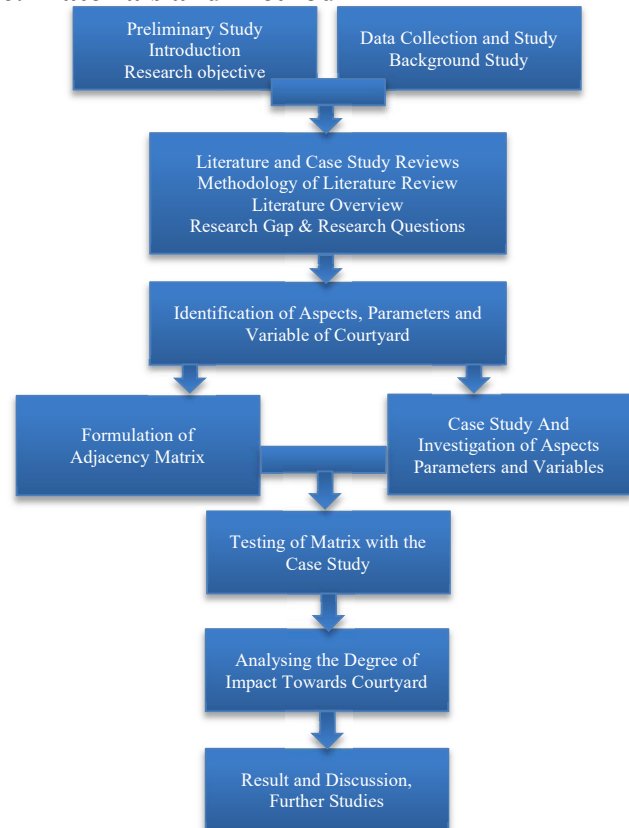 Preliminary Study
Introduction
Research objective
Data Collection and Study
Background Study
Literature and Case Study Reviews
Methodology of Literature Review
Literature Overview
Research Gap & Research Questions
Identification of Aspects, Parameters and
Variable of Courtyard
Formulation of
Adjacency Matrix
Case Study And
Investigation of Aspects
Parameters and Variables
Testing of Matrix with the
Case Study
Analysing the Degree of
Impact Towards Courtyard
Result and Discussion,
Further Studies